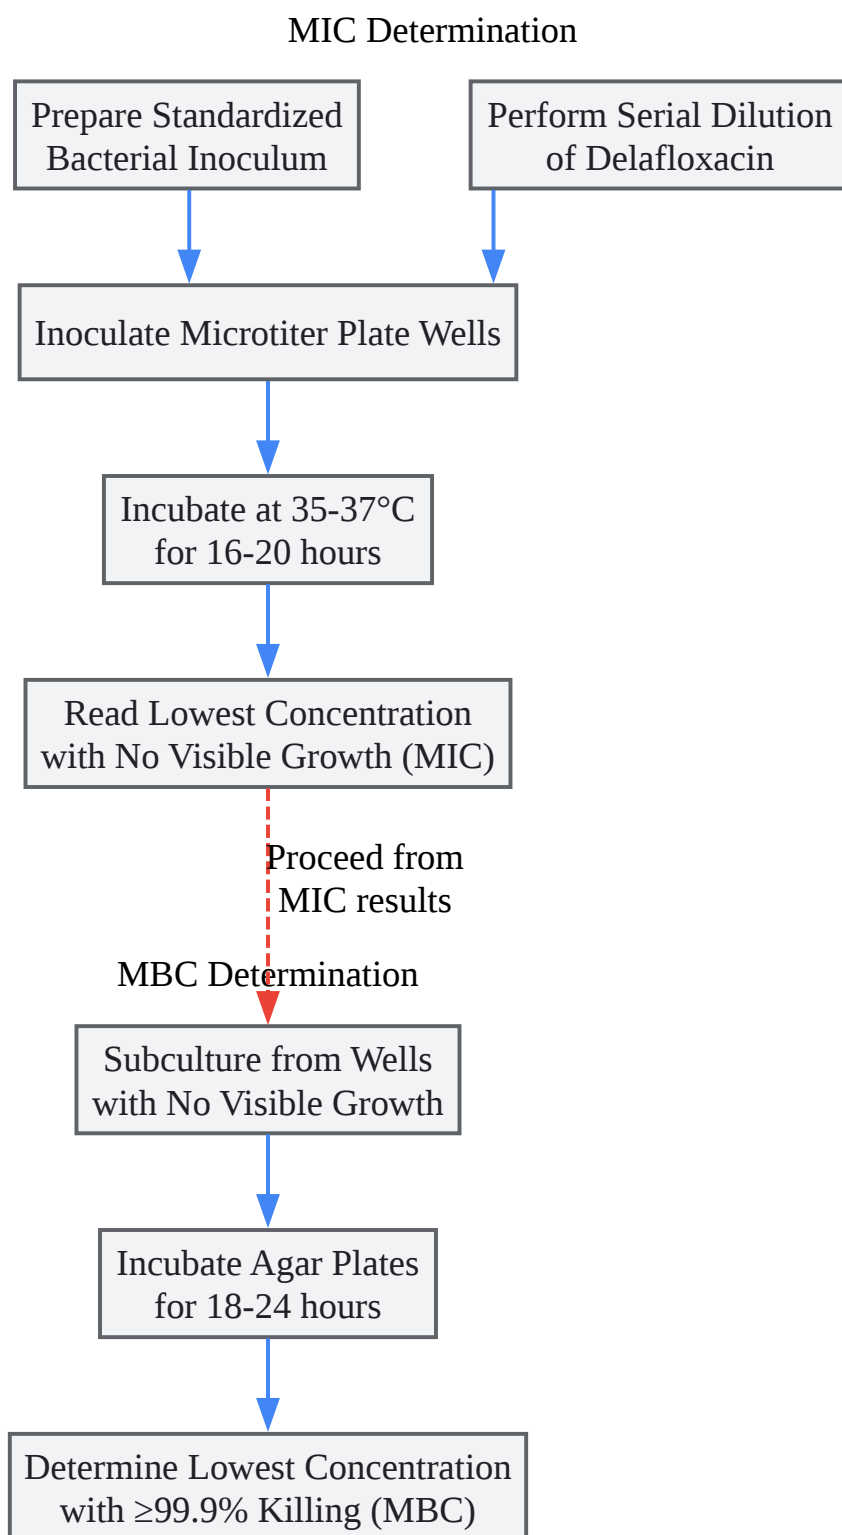 MIC Determination
Prepare Standardized
Bacterial Inoculum
Perform Serial Dilution
of Delafloxacin
Inoculate Microtiter Plate Wells
Incubate at 35-37°C
for 16-20 hours
Read Lowest Concentration
with No Visible Growth (MIC)
Proceed from
MIC results
MBC Determination
Subculture from Wells
with No Visible Growth
Incubate Agar Plates
for 18-24 hours
Determine Lowest Concentration
with ≥99.9% Killing (MBC)